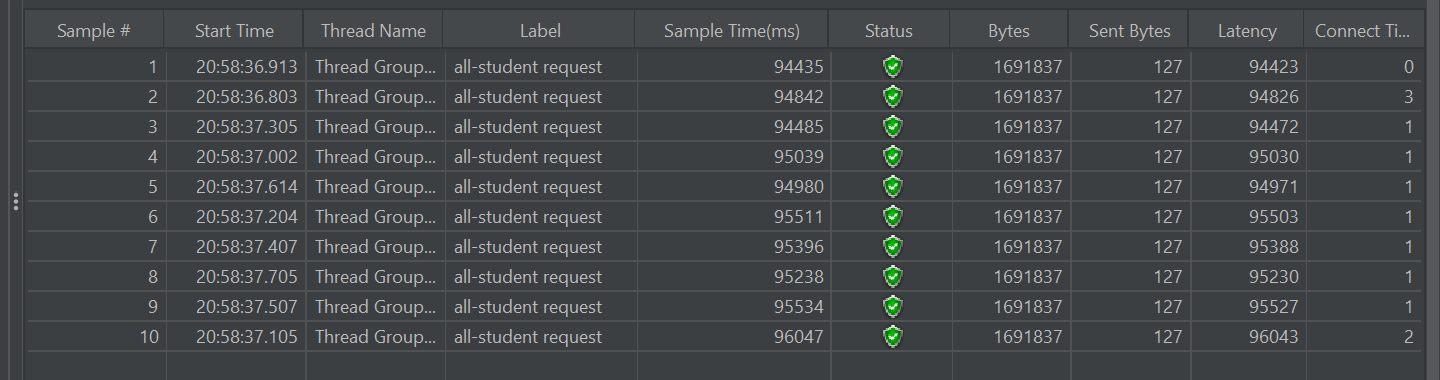 Sample # Start Time Thread Name Label Sample Time(ms) Status Bytes Sent Bytes Latency Connect Ti...
1 20:58:36.913 Thread Group... all-student request 94435 1691837 127 94423 0
2 20:58:36.803 Thread Group... all-student request 94842 1691837 127 94826 3
3 20:58:37.305 Thread Group... all-student request 94485 1691837 127 94472 1
4 20:58:37.002 Thread Group... all-student request 95039 1691837 127 95030 1
5 20:58:37.614 Thread Group... all-student request 94980 1691837 127 94971 1
6 20:58:37.204 Thread Group... all-student request 95511 1691837 127 95503 1
7 20:58:37.407 Thread Group... all-student request 95396 1691837 127 95388 1
8 20:58:37.705 Thread Group... all-student request 95238 1691837 127 95230 1
9 20:58:37.507 Thread Group... all-student request 95534 1691837 127 95527 1
10 20:58:37.105 Thread Group... all-student request 96047 1691837 127 96043 2